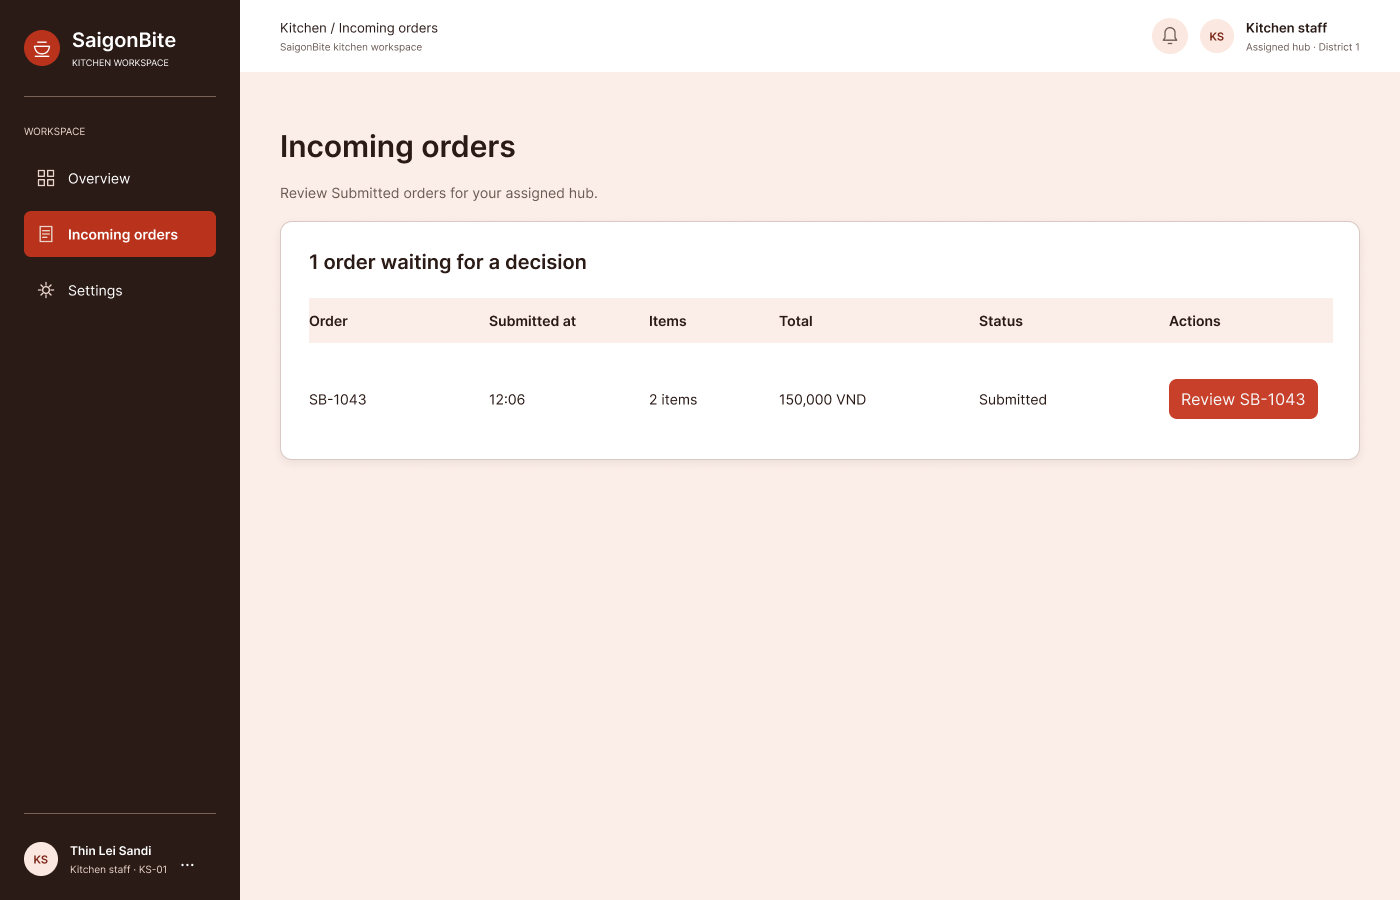 SaigonBite
KITCHEN WORKSPACE
WORKSPACE
Overview
Incoming orders
Settings
KS
Thin Lei Sandi
Kitchen staff · KS-01
...
Kitchen / Incoming orders
SaigonBite kitchen workspace
KS
Kitchen staff
Assigned hub · District 1
Incoming orders
Review Submitted orders for your assigned hub.
1 order waiting for a decision
Order Submitted at Items Total Status Actions
SB-1043 12:06 2 items 150,000 VND Submitted Review SB-1043